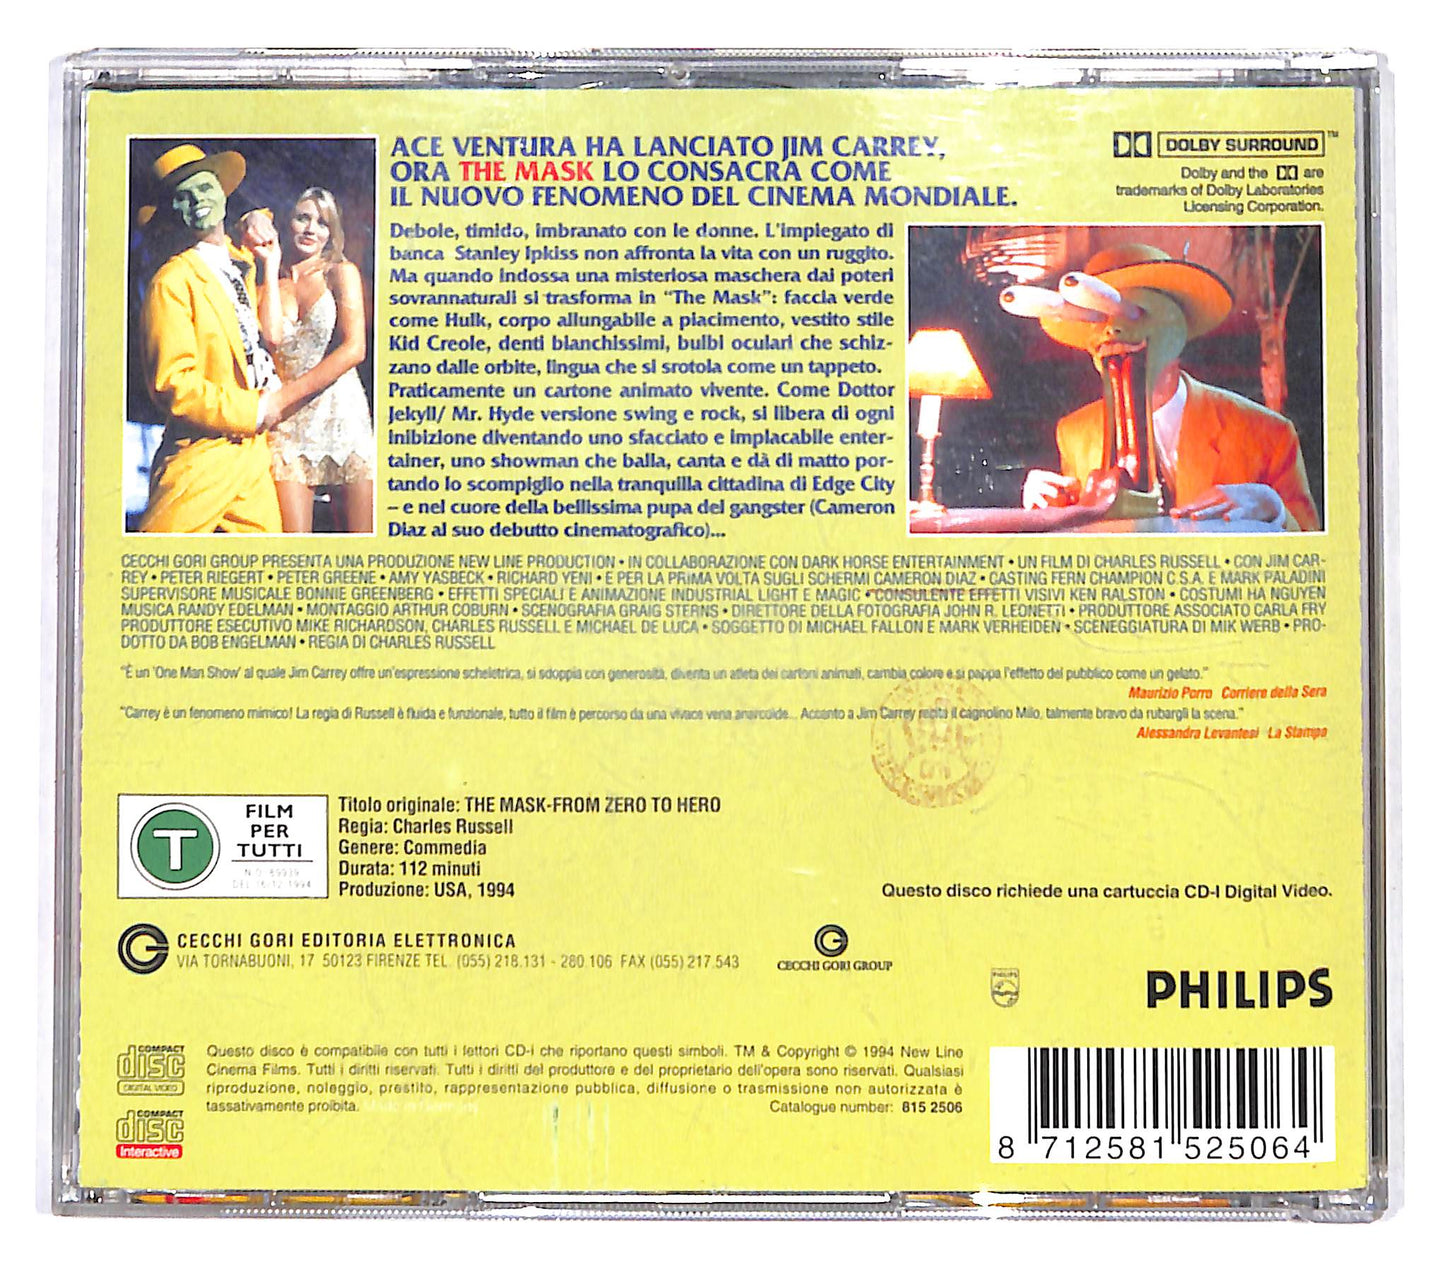 ACE VENTURA HA LANCIATO JIM CARREY,
ORA THE MASK LO CONSACRA COME
IL NUOVO FENOMENO DEL CINEMA MONDIALE.
Debole, timido, imbranato con le donne. L'impiegato di
banca Stanley Ipkiss non affronta la vita con un ruggito.
Ma quando indossa una misteriosa maschera dai poteri
sovrannaturali si trasforma in "The Mask": faccia verde
come Hulk, corpo allungabile a piacimento, vestito stile
Kid Creole, denti bianchissimi, bulbi oculari che schiz-
zano dalle orbite, lingua che si srotola come un tappeto.
Praticamente un cartone animato vivente. Come Dottor
Jekyll/ Mr. Hyde versione swing e rock, si libera di ogni
inibizione diventando uno sfacciato e implacabile enter-
tainer, uno showman che balla, canta e dà di matto por-
tando lo scompiglio nella tranquilla cittadina di Edge City
– e nel cuore della bellissima pupa del gangster (Cameron
Diaz al suo debutto cinematografico)...
DOLBY SURROUND™
Dolby and the DD are
trademarks of Dolby Laboratories
Licensing Corporation.
CECCHI GORI GROUP PRESENTA UNA PRODUZIONE NEW LINE PRODUCTION • IN COLLABORAZIONE CON DARK HORSE ENTERTAINMENT • UN FILM DI CHARLES RUSSELL • CON JIM CAR-
REY • PETER RIEGERT • PETER GREENE • AMY YASBECK • RICHARD YENI • E PER LA PRIMA VOLTA SUGLI SCHERMI CAMERON DIAZ • CASTING FERN CHAMPION C.S.A. E MARK PALADINI
SUPERVISORE MUSICALE BONNIE GREENBERG • EFFETTI SPECIALI E ANIMAZIONE INDUSTRIAL LIGHT E MAGIC • CONSULENTE EFFETTI VISIVI KEN RALSTON • COSTUMI HA NGUYEN
MUSICA RANDY EDELMAN • MONTAGGIO ARTHUR COBURN • SCENOGRAFIA GRAIG STERNS • DIRETTORE DELLA FOTOGRAFIA JOHN R. LEONETTI • PRODUTTORE ASSOCIATO CARLA FRY
PRODUTTORE ESECUTIVO MIKE RICHARDSON, CHARLES RUSSELL E MICHAEL DE LUCA • SOGGETTO DI MICHAEL FALLON E MARK VERHEIDEN • SCENEGGIATURA DI MIK WERB • PRO-
DOTTO DA BOB ENGELMAN • REGIA DI CHARLES RUSSELL
"È un 'One Man Show' al quale Jim Carrey offre un'espressione scheletrica, si sdoppia con generosità, diventa un atleta dei cartoni animati, cambia colore e si pappa l'effetto del pubblico come un gelato."
Maurizio Porro Corriere della Sera
"Carrey è un fenomeno mimico! La regia di Russell è fluida e funzionale, tutto il film è percorso da una vivace vena anarcoide... Accanto a Jim Carrey recita il cagnolino Milo, talmente bravo da rubargli la scena."
Alessandra Levantesi La Stampa
T
FILM
PER
TUTTI
N.O. 89939
DEL 16/12/1994
Titolo originale: THE MASK-FROM ZERO TO HERO
Regia: Charles Russell
Genere: Commedia
Durata: 112 minuti
Produzione: USA, 1994
Questo disco richiede una cartuccia CD-I Digital Video.
CECCHI GORI EDITORIA ELETTRONICA
VIA TORNABUONI, 17 50123 FIRENZE TEL. (055) 218.131 - 280.106 FAX (055) 217.543
CECCHI GORI GROUP
PHILIPS
PHILIPS
COMPACT
disc
DIGITAL VIDEO
COMPACT
disc
Interactive
Questo disco è compatibile con tutti i lettori CD-i che riportano questi simboli. TM & Copyright © 1994 New Line
Cinema Films. Tutti i diritti riservati. Tutti i diritti del produttore e del proprietario dell'opera sono riservati. Qualsiasi
riproduzione, noleggio, prestito, rappresentazione pubblica, diffusione o trasmissione non autorizzata è
tassativamente proibita. Made in Germany Catalogue number: 815 2506
8 712581 525064